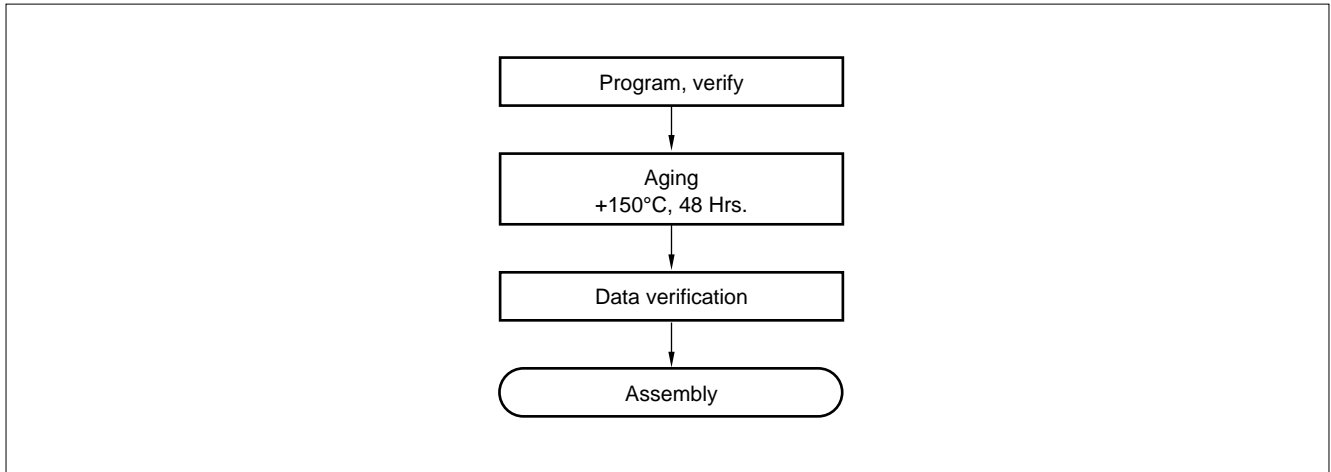 Program, verify
Aging
+150°C, 48 Hrs.
Data verification
Assembly